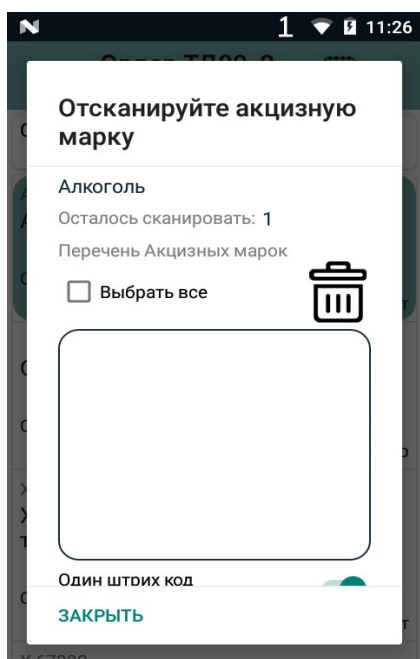 1 11:26
Отсканируйте акцизную
марку
Алкоголь
Осталось сканировать: 1
Перечень Акцизных марок
Выбрать все
Один штрих код
ЗАКРЫТЬ